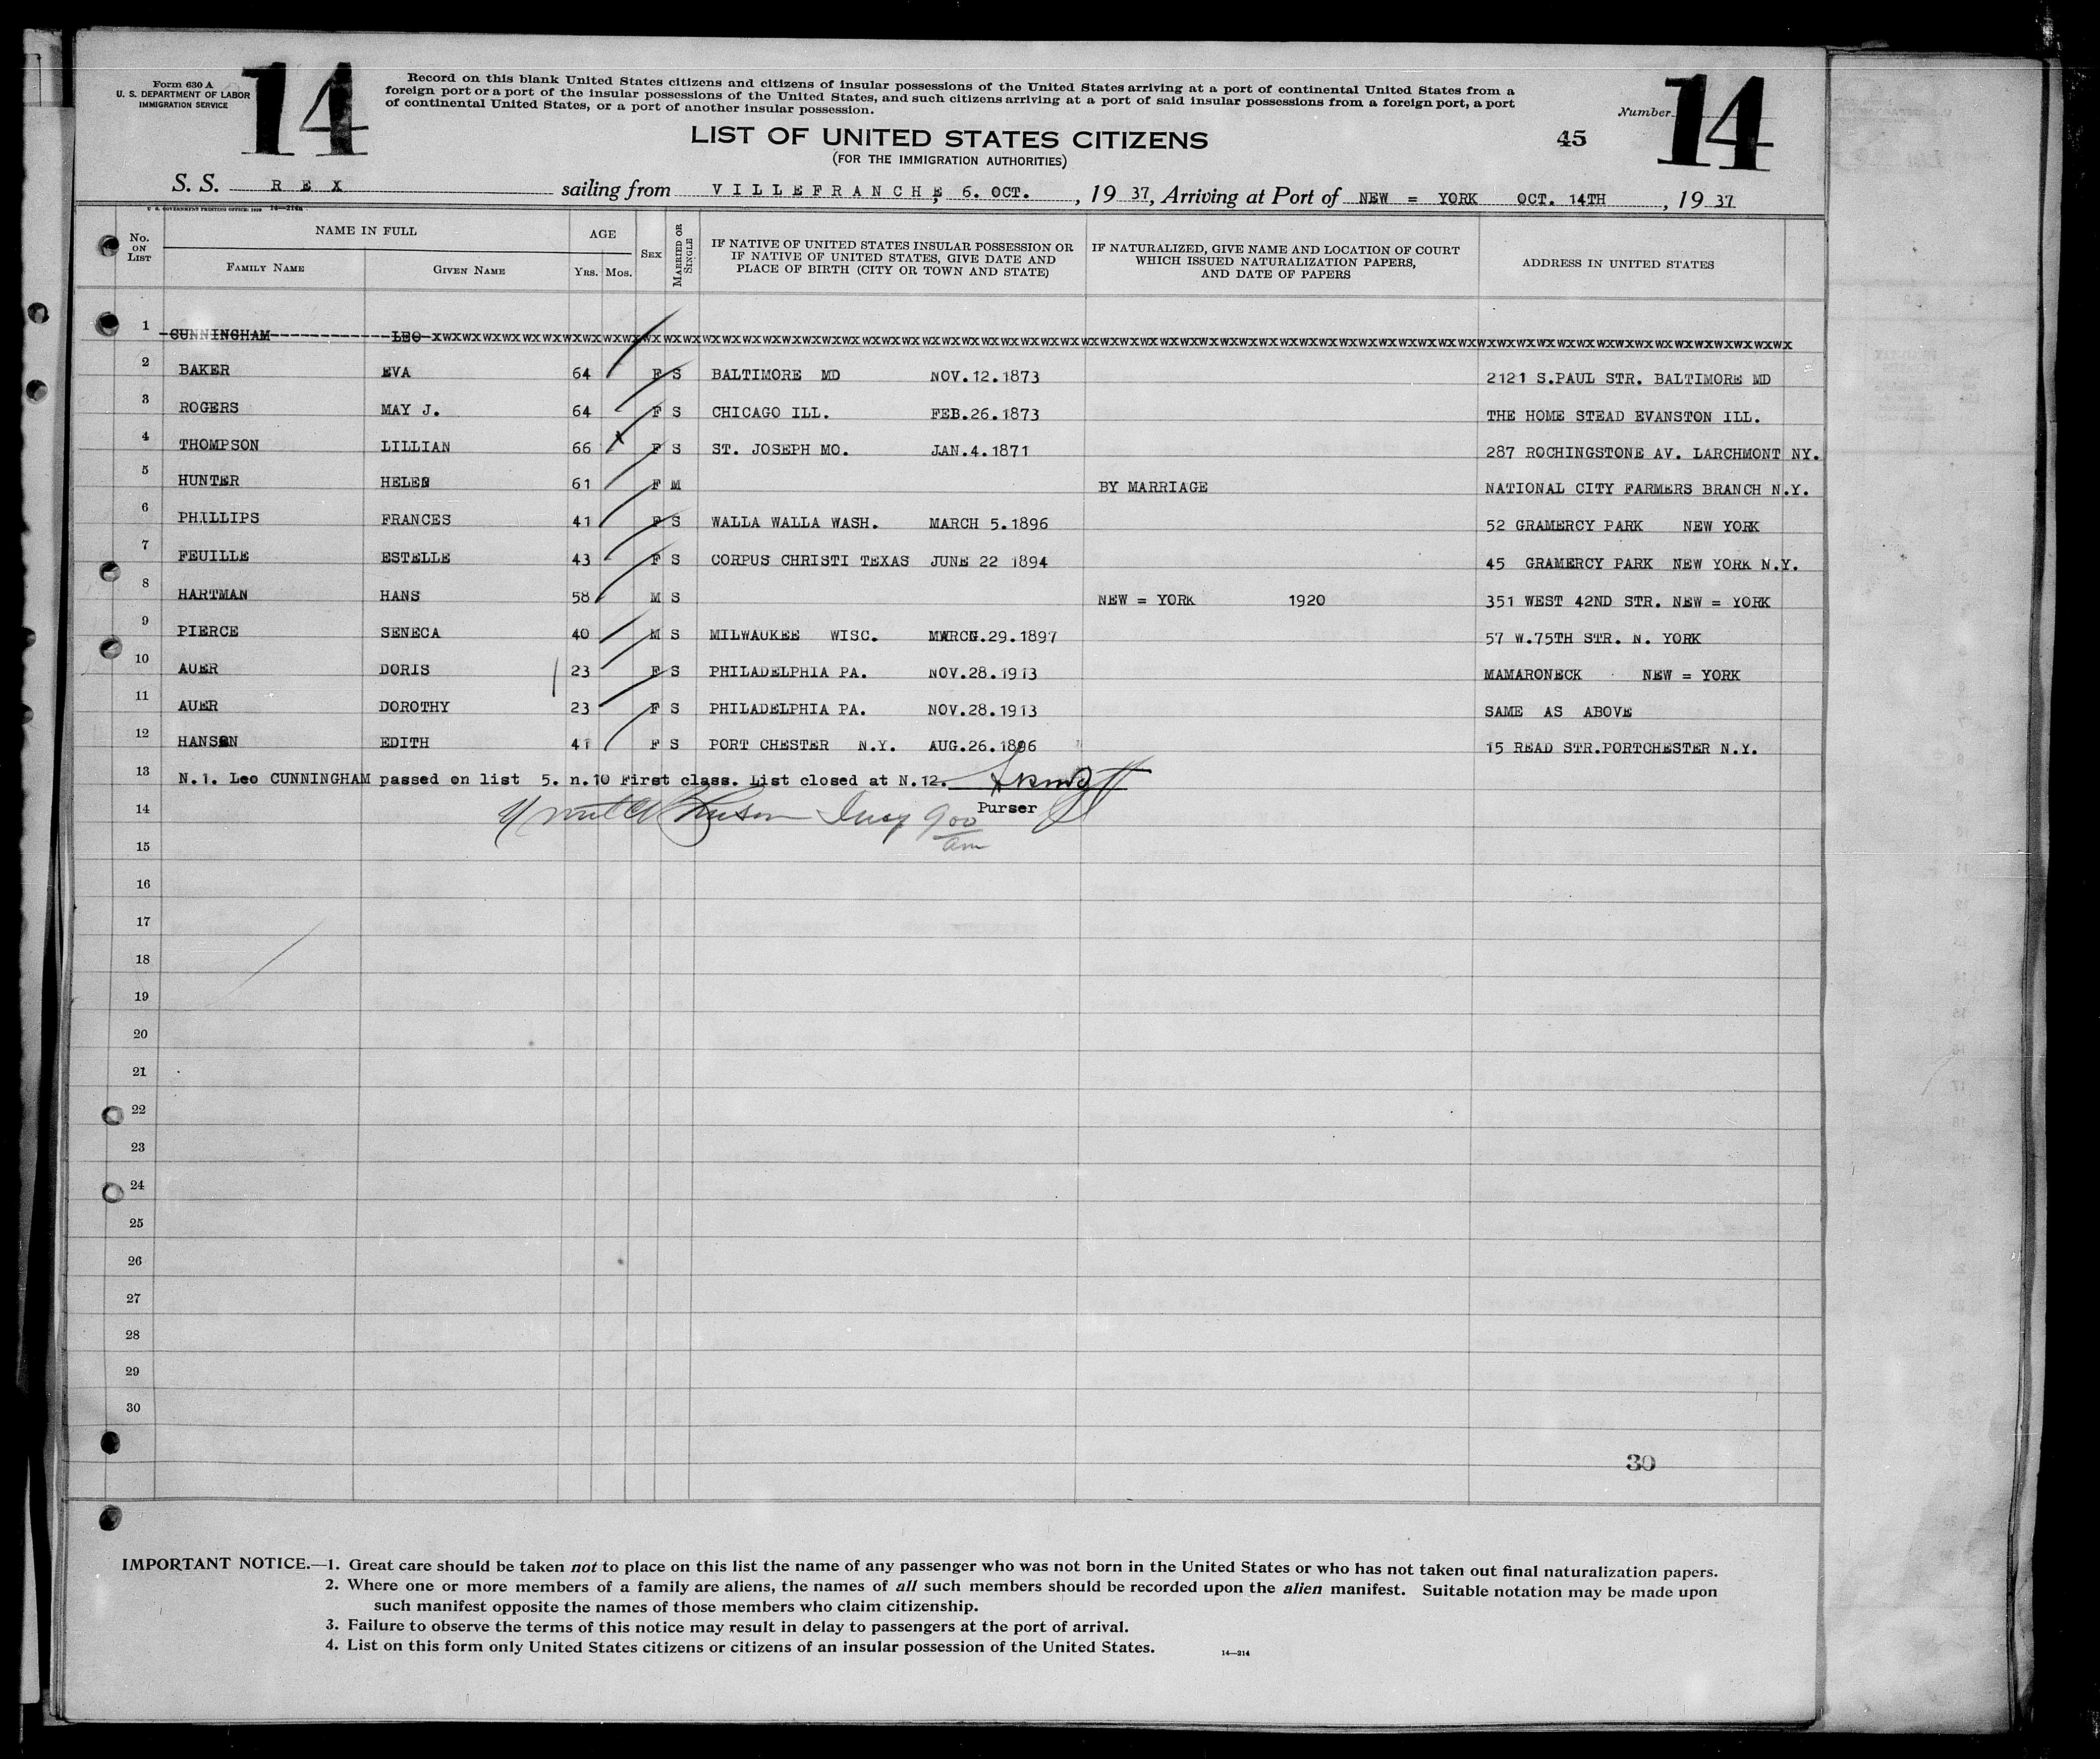 14
Form 630 A
U. S. DEPARTMENT OF LABOR
IMMIGRATION SERVICE
Record on this blank United States citizens and citizens of insular possessions of the United States arriving at a port of continental United States from a
foreign port or a port of the insular possessions of the United States, and such citizens arriving at a port of said insular possessions from a foreign port, a port
of continental United States, or a port of another insular possession.
Number 14
LIST OF UNITED STATES CITIZENS
45
(FOR THE IMMIGRATION AUTHORITIES)
S. S. R E X sailing from VILLEFRANCHE, 6. OCT., 19 37, Arriving at Port of NEW = YORK OCT. 14TH, 19 37
U. S. GOVERNMENT PRINTING OFFICE: 1929 14—214a
No. ON LIST
NAME IN FULL
FAMILY NAME
GIVEN NAME
AGE
YRS. MOS.
SEX
MARRIED OR SINGLE
IF NATIVE OF UNITED STATES INSULAR POSSESSION OR
IF NATIVE OF UNITED STATES, GIVE DATE AND
PLACE OF BIRTH (CITY OR TOWN AND STATE)
IF NATURALIZED, GIVE NAME AND LOCATION OF COURT
WHICH ISSUED NATURALIZATION PAPERS,
AND DATE OF PAPERS
ADDRESS IN UNITED STATES
1 CUNNINGHAM LEO
2 BAKER EVA 64 F S BALTIMORE MD NOV.12.1873 2121 S.PAUL STR. BALTIMORE MD
3 ROGERS MAY J. 64 F S CHICAGO ILL. FEB.26.1873 THE HOME STEAD EVANSTON ILL.
4 THOMPSON LILLIAN 66 F S ST. JOSEPH MO. JAN.4.1871 287 ROCHINGSTONE AV. LARCHMONT NY.
5 HUNTER HELEN 61 F M BY MARRIAGE NATIONAL CITY FARMERS BRANCH N.Y.
6 PHILLIPS FRANCES 41 F S WALLA WALLA WASH. MARCH 5.1896 52 GRAMERCY PARK NEW YORK
7 FEUILLE ESTELLE 43 F S CORPUS CHRISTI TEXAS JUNE 22 1894 45 GRAMERCY PARK NEW YORK N.Y.
8 HARTMAN HANS 58 M S NEW = YORK 1920 351 WEST 42ND STR. NEW = YORK
9 PIERCE SENECA 40 M S MILWAUKEE WISC. MARCH.29.1897 57 W.75TH STR. N. YORK
10 AUER DORIS 23 F S PHILADELPHIA PA. NOV.28.1913 MAMARONECK NEW = YORK
11 AUER DOROTHY 23 F S PHILADELPHIA PA. NOV.28.1913 SAME AS ABOVE
12 HANSEN EDITH 41 F S PORT CHESTER N.Y. AUG.26.1896 15 READ STR.PORTCHESTER N.Y.
13 N.1. Leo CUNNINGHAM passed on list 5. n.10 First class. List closed at N.12.
Purser
14 9 00
am
15
16
17
18
19
20
21
22
23
24
25
26
27
28
29
30
30
IMPORTANT NOTICE.—1. Great care should be taken not to place on this list the name of any passenger who was not born in the United States or who has not taken out final naturalization papers.
2. Where one or more members of a family are aliens, the names of all such members should be recorded upon the alien manifest. Suitable notation may be made upon
such manifest opposite the names of those members who claim citizenship.
3. Failure to observe the terms of this notice may result in delay to passengers at the port of arrival.
4. List on this form only United States citizens or citizens of an insular possession of the United States.
14—214